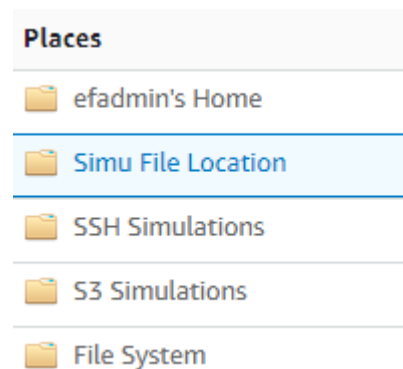 Places
efadmin's Home
Simu File Location
SSH Simulations
S3 Simulations
File System